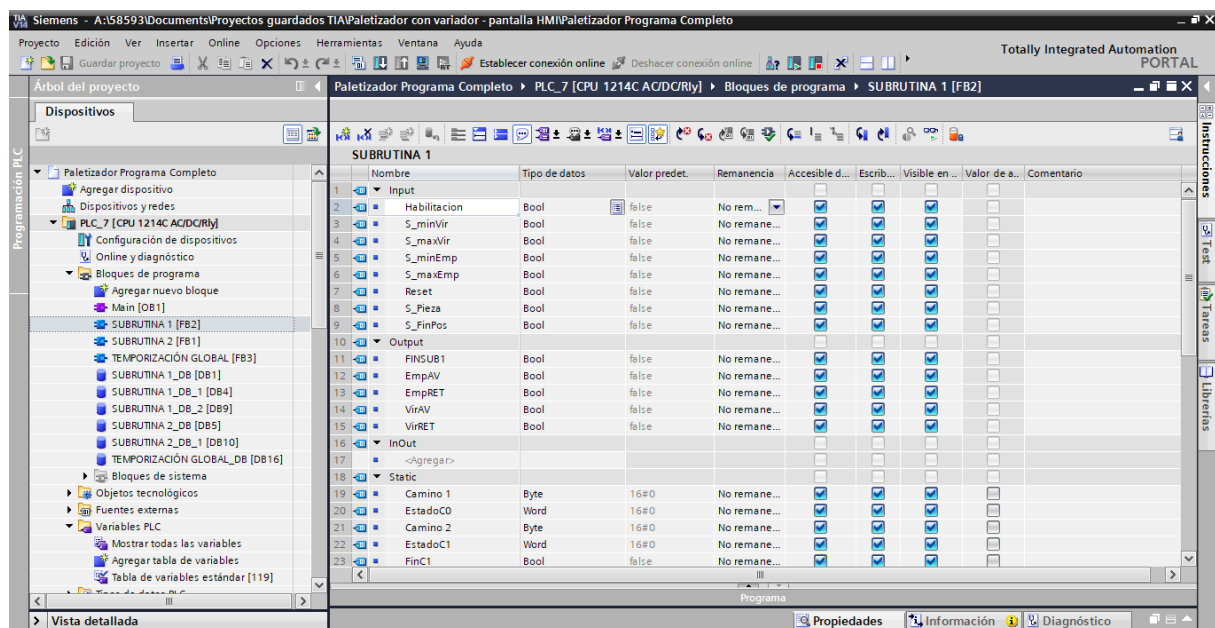 Siemens - A:\58593\Documents\Proyectos guardados TIA\Paletizador con variador - pantalla HMI\Paletizador Programa Completo
Proyecto Edición Ver Insertar Online Opciones Herramientas Ventana Ayuda
Totally Integrated Automation
PORTAL
Guardar proyecto Establecer conexión online Deshacer conexión online
Árbol del proyecto
Dispositivos
Programación PLC
Paletizador Programa Completo
Agregar dispositivo
Dispositivos y redes
PLC_7 [CPU 1214C AC/DC/Rly]
Configuración de dispositivos
Online y diagnóstico
Bloques de programa
Agregar nuevo bloque
Main [OB1]
SUBRUTINA 1 [FB2]
SUBRUTINA 2 [FB1]
TEMPORIZACIÓN GLOBAL [FB3]
SUBRUTINA 1_DB [DB1]
SUBRUTINA 1_DB_1 [DB4]
SUBRUTINA 1_DB_2 [DB9]
SUBRUTINA 2_DB [DB5]
SUBRUTINA 2_DB_1 [DB10]
TEMPORIZACIÓN GLOBAL_DB [DB16]
Bloques de sistema
Objetos tecnológicos
Fuentes externas
Variables PLC
Mostrar todas las variables
Agregar tabla de variables
Tabla de variables estándar [119]
Vista detallada
Paletizador Programa Completo PLC_7 [CPU 1214C AC/DC/Rly] Bloques de programa SUBRUTINA 1 [FB2]
SUBRUTINA 1
Nombre Tipo de datos Valor predet. Remanencia Accesible d... Escrib... Visible en .. Valor de a.. Comentario
1 Input
2 Habilitacion Bool false No rem...
3 S_minVir Bool false No remane...
4 S_maxVir Bool false No remane...
5 S_minEmp Bool false No remane...
6 S_maxEmp Bool false No remane...
7 Reset Bool false No remane...
8 S_Pieza Bool false No remane...
9 S_FinPos Bool false No remane...
10 Output
11 FINSUB1 Bool false No remane...
12 EmpAV Bool false No remane...
13 EmpRET Bool false No remane...
14 VirAV Bool false No remane...
15 VirRET Bool false No remane...
16 InOut
17 <Agregar>
18 Static
19 Camino 1 Byte 16#0 No remane...
20 EstadoC0 Word 16#0 No remane...
21 Camino 2 Byte 16#0 No remane...
22 EstadoC1 Word 16#0 No remane...
23 FinC1 Bool false No remane...
Programa
Propiedades Información Diagnóstico
Instrucciones
Test
Tareas
Librerías